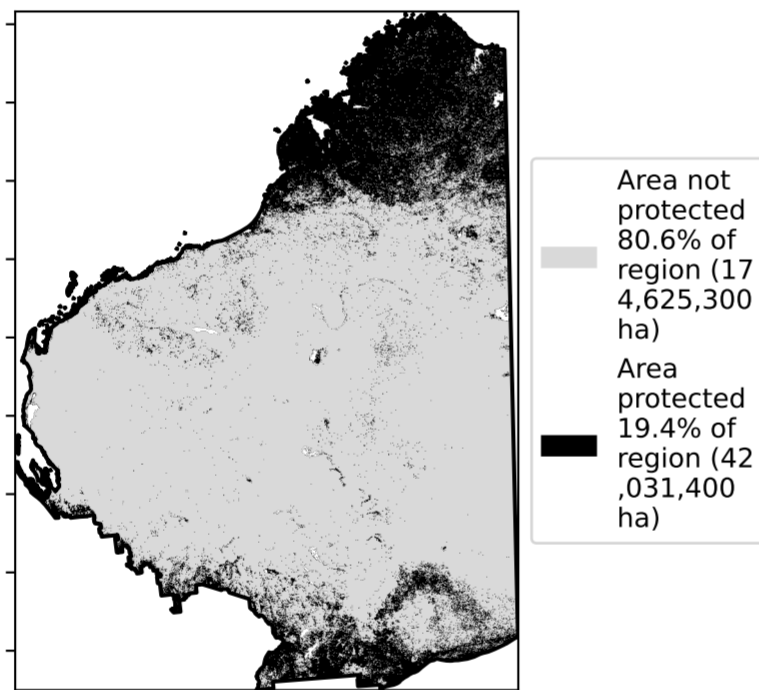 Area not
protected
80.6% of
region (17
4,625,300
ha)
Area
protected
19.4% of
region (42
,031,400
ha)